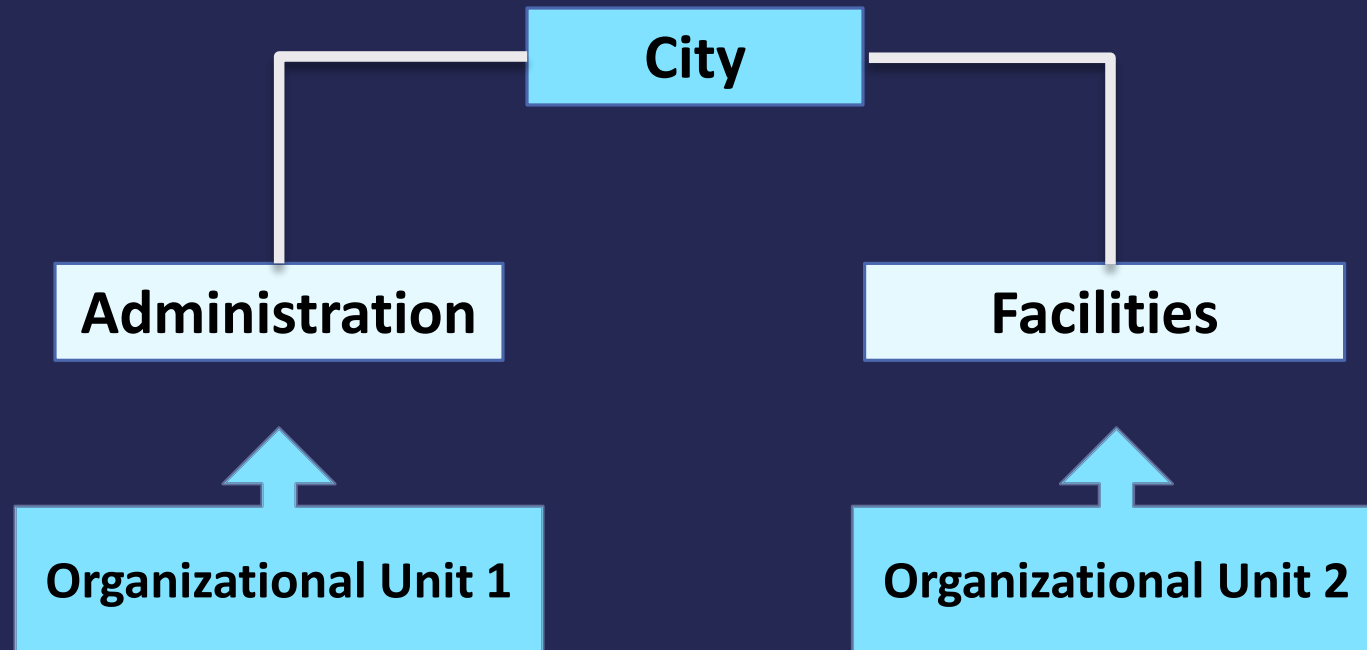 City
Administration
Facilities
Organizational Unit 1
Organizational Unit 2